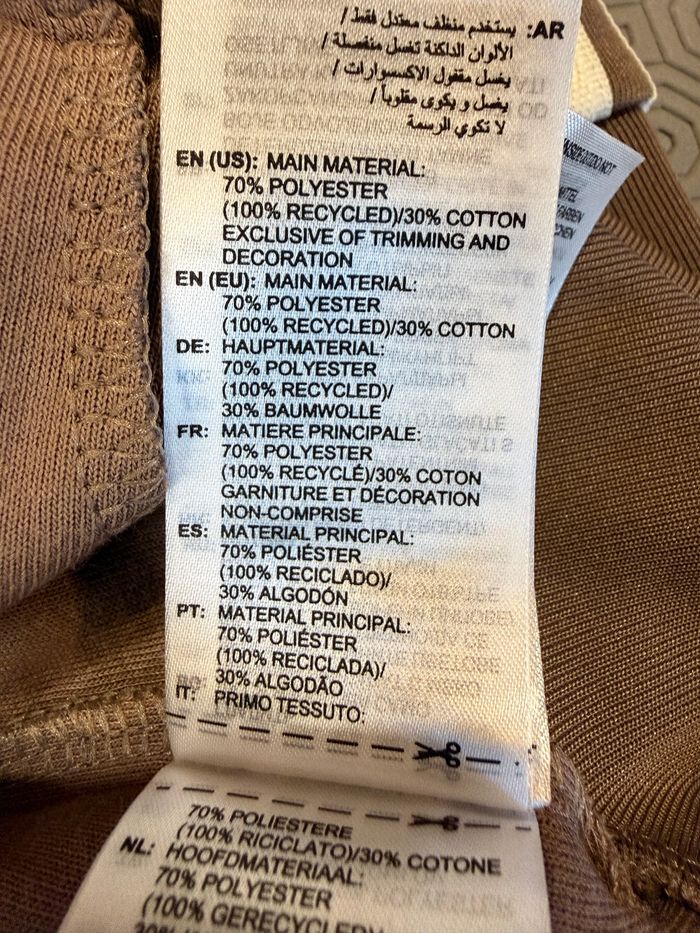 AR: يستخدم منظف معتدل فقط /
الألوان الداكنة تغسل منفصلة /
يغسل مقفول الاكسسوارات /
يغسل و يكوى مقلوباً /
لا تكوي الرسمة
EN (US): MAIN MATERIAL:
70% POLYESTER
(100% RECYCLED)/30% COTTON
EXCLUSIVE OF TRIMMING AND
DECORATION
EN (EU): MAIN MATERIAL:
70% POLYESTER
(100% RECYCLED)/30% COTTON
DE: HAUPTMATERIAL:
70% POLYESTER
(100% RECYCLED)/
30% BAUMWOLLE
FR: MATIERE PRINCIPALE:
70% POLYESTER
(100% RECYCLÉ)/30% COTON
GARNITURE ET DÉCORATION
NON-COMPRISE
ES: MATERIAL PRINCIPAL:
70% POLIÉSTER
(100% RECICLADO)/
30% ALGODÓN
PT: MATERIAL PRINCIPAL:
70% POLIÉSTER
(100% RECICLADA)/
30% ALGODÃO
IT: PRIMO TESSUTO:
70% POLIESTERE
(100% RICICLATO)/30% COTONE
NL: HOOFDMATERIAAL:
70% POLYESTER
(100% GERECYCLED)/